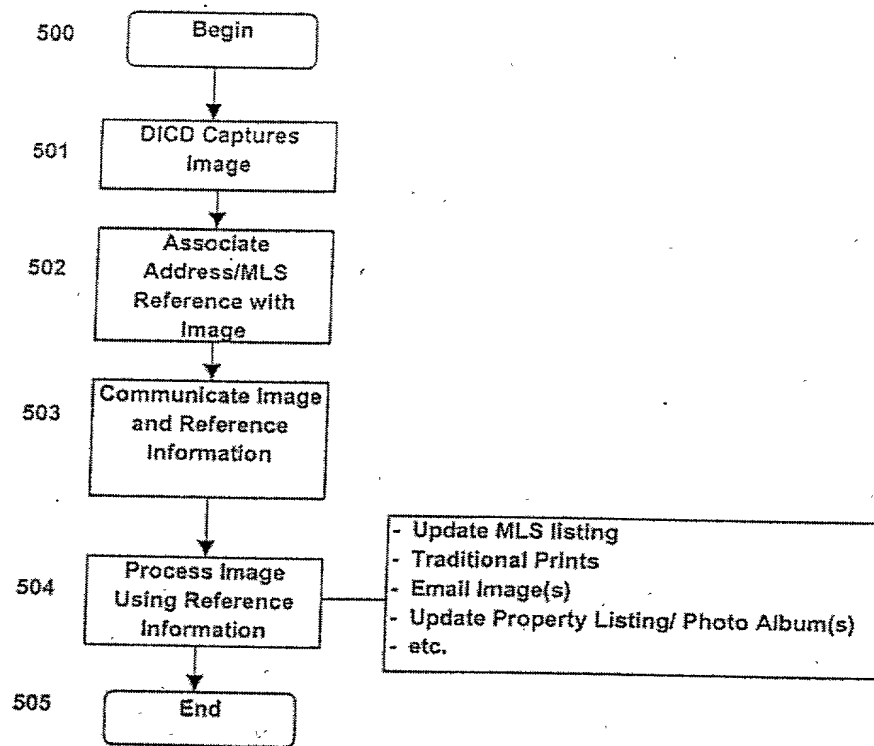 500
Begin
501
DICD Captures
Image
502
Associate
Address/MLS
Reference with
Image
503
Communicate Image
and Reference
Information
504
Process Image
Using Reference
Information
- Update MLS listing
- Traditional Prints
- Email Image(s)
- Update Property Listing/ Photo Album(s)
- etc.
505
End